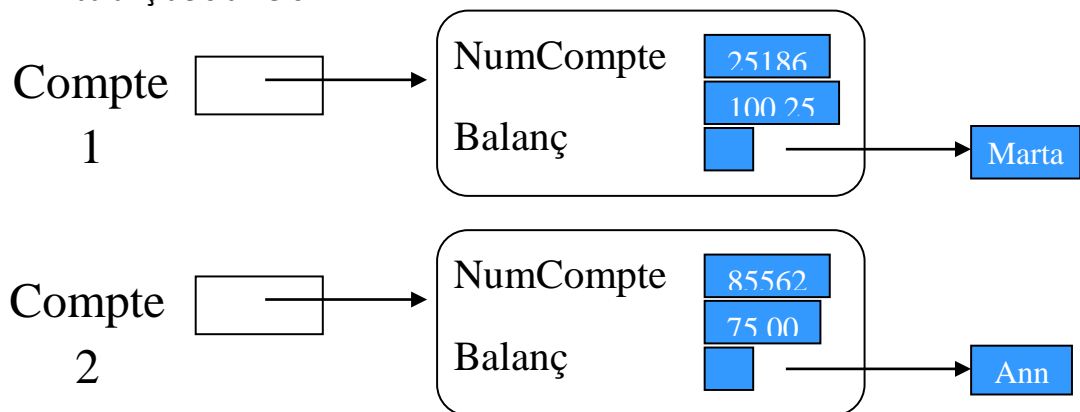 NumCompte 25186
Compte 100 25
1 Balanç Marta
NumCompte 85562
Compte 75 00
2 Balanç Ann